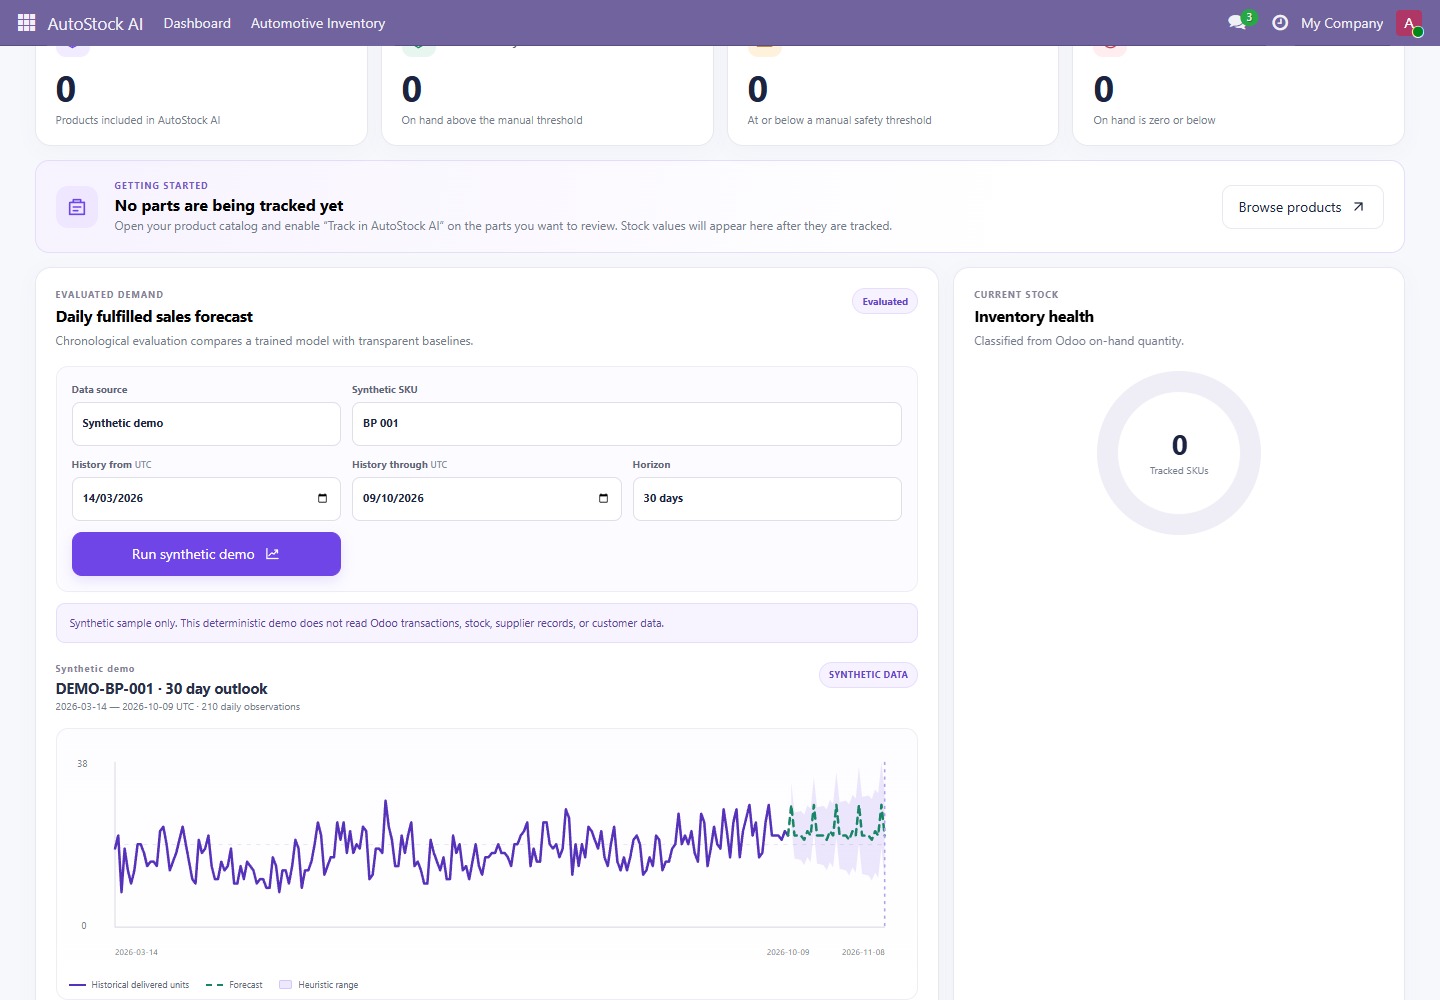 AutoStock AI Dashboard Automotive Inventory 3 My Company A
0 0 0 0
Products included in AutoStock AI On hand above the manual threshold At or below a manual safety threshold On hand is zero or below
GETTING STARTED
No parts are being tracked yet
Open your product catalog and enable “Track in AutoStock AI” on the parts you want to review. Stock values will appear here after they are tracked.
Browse products
EVALUATED DEMAND
Daily fulfilled sales forecast
Chronological evaluation compares a trained model with transparent baselines.
Evaluated
Data source Synthetic SKU
Synthetic demo BP 001
History from UTC History through UTC Horizon
14/03/2026 09/10/2026 30 days
Run synthetic demo
Synthetic sample only. This deterministic demo does not read Odoo transactions, stock, supplier records, or customer data.
Synthetic demo
DEMO-BP-001 · 30 day outlook
2026-03-14 — 2026-10-09 UTC · 210 daily observations
SYNTHETIC DATA
38
0
2026-03-14 2026-10-09 2026-11-08
Historical delivered units Forecast Heuristic range
CURRENT STOCK
Inventory health
Classified from Odoo on-hand quantity.
0
Tracked SKUs